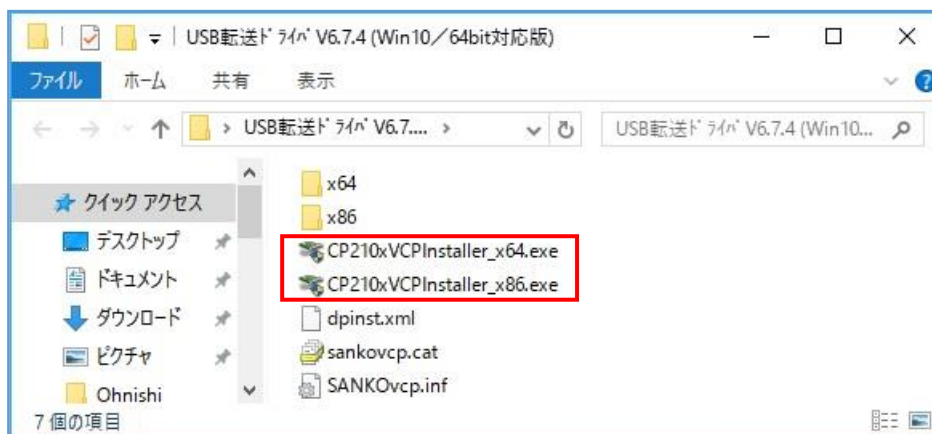 USB転送ﾄﾞﾗｲﾊﾞ V6.7.4 (Win10／64bit対応版)
ファイル ホーム 共有 表示
USB転送ﾄﾞﾗｲﾊﾞ V6.7.... USB転送ﾄﾞﾗｲﾊﾞ V6.7.4 (Win10...
クイック アクセス
デスクトップ
ドキュメント
ダウンロード
ピクチャ
Ohnishi
x64
x86
CP210xVCPInstaller_x64.exe
CP210xVCPInstaller_x86.exe
dpinst.xml
sankovcp.cat
SANKOvcp.inf
7 個の項目